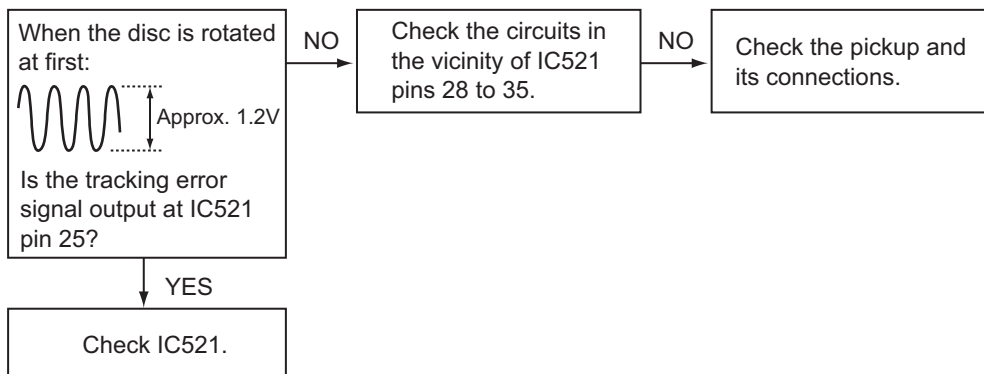 When the disc is rotated
at first:
Approx. 1.2V
Is the tracking error
signal output at IC521
pin 25?
NO
Check the circuits in
the vicinity of IC521
pins 28 to 35.
NO
Check the pickup and
its connections.
YES
Check IC521.